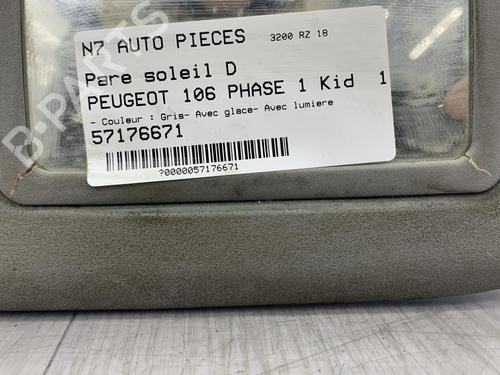 N7 AUTO PIECES 3200 RZ 18
Pare soleil D
PEUGEOT 106 PHASE 1 Kid 1
- Couleur : Gris- Avec glace- Avec lumiere
57176671
?0000057176671
B-PARTS